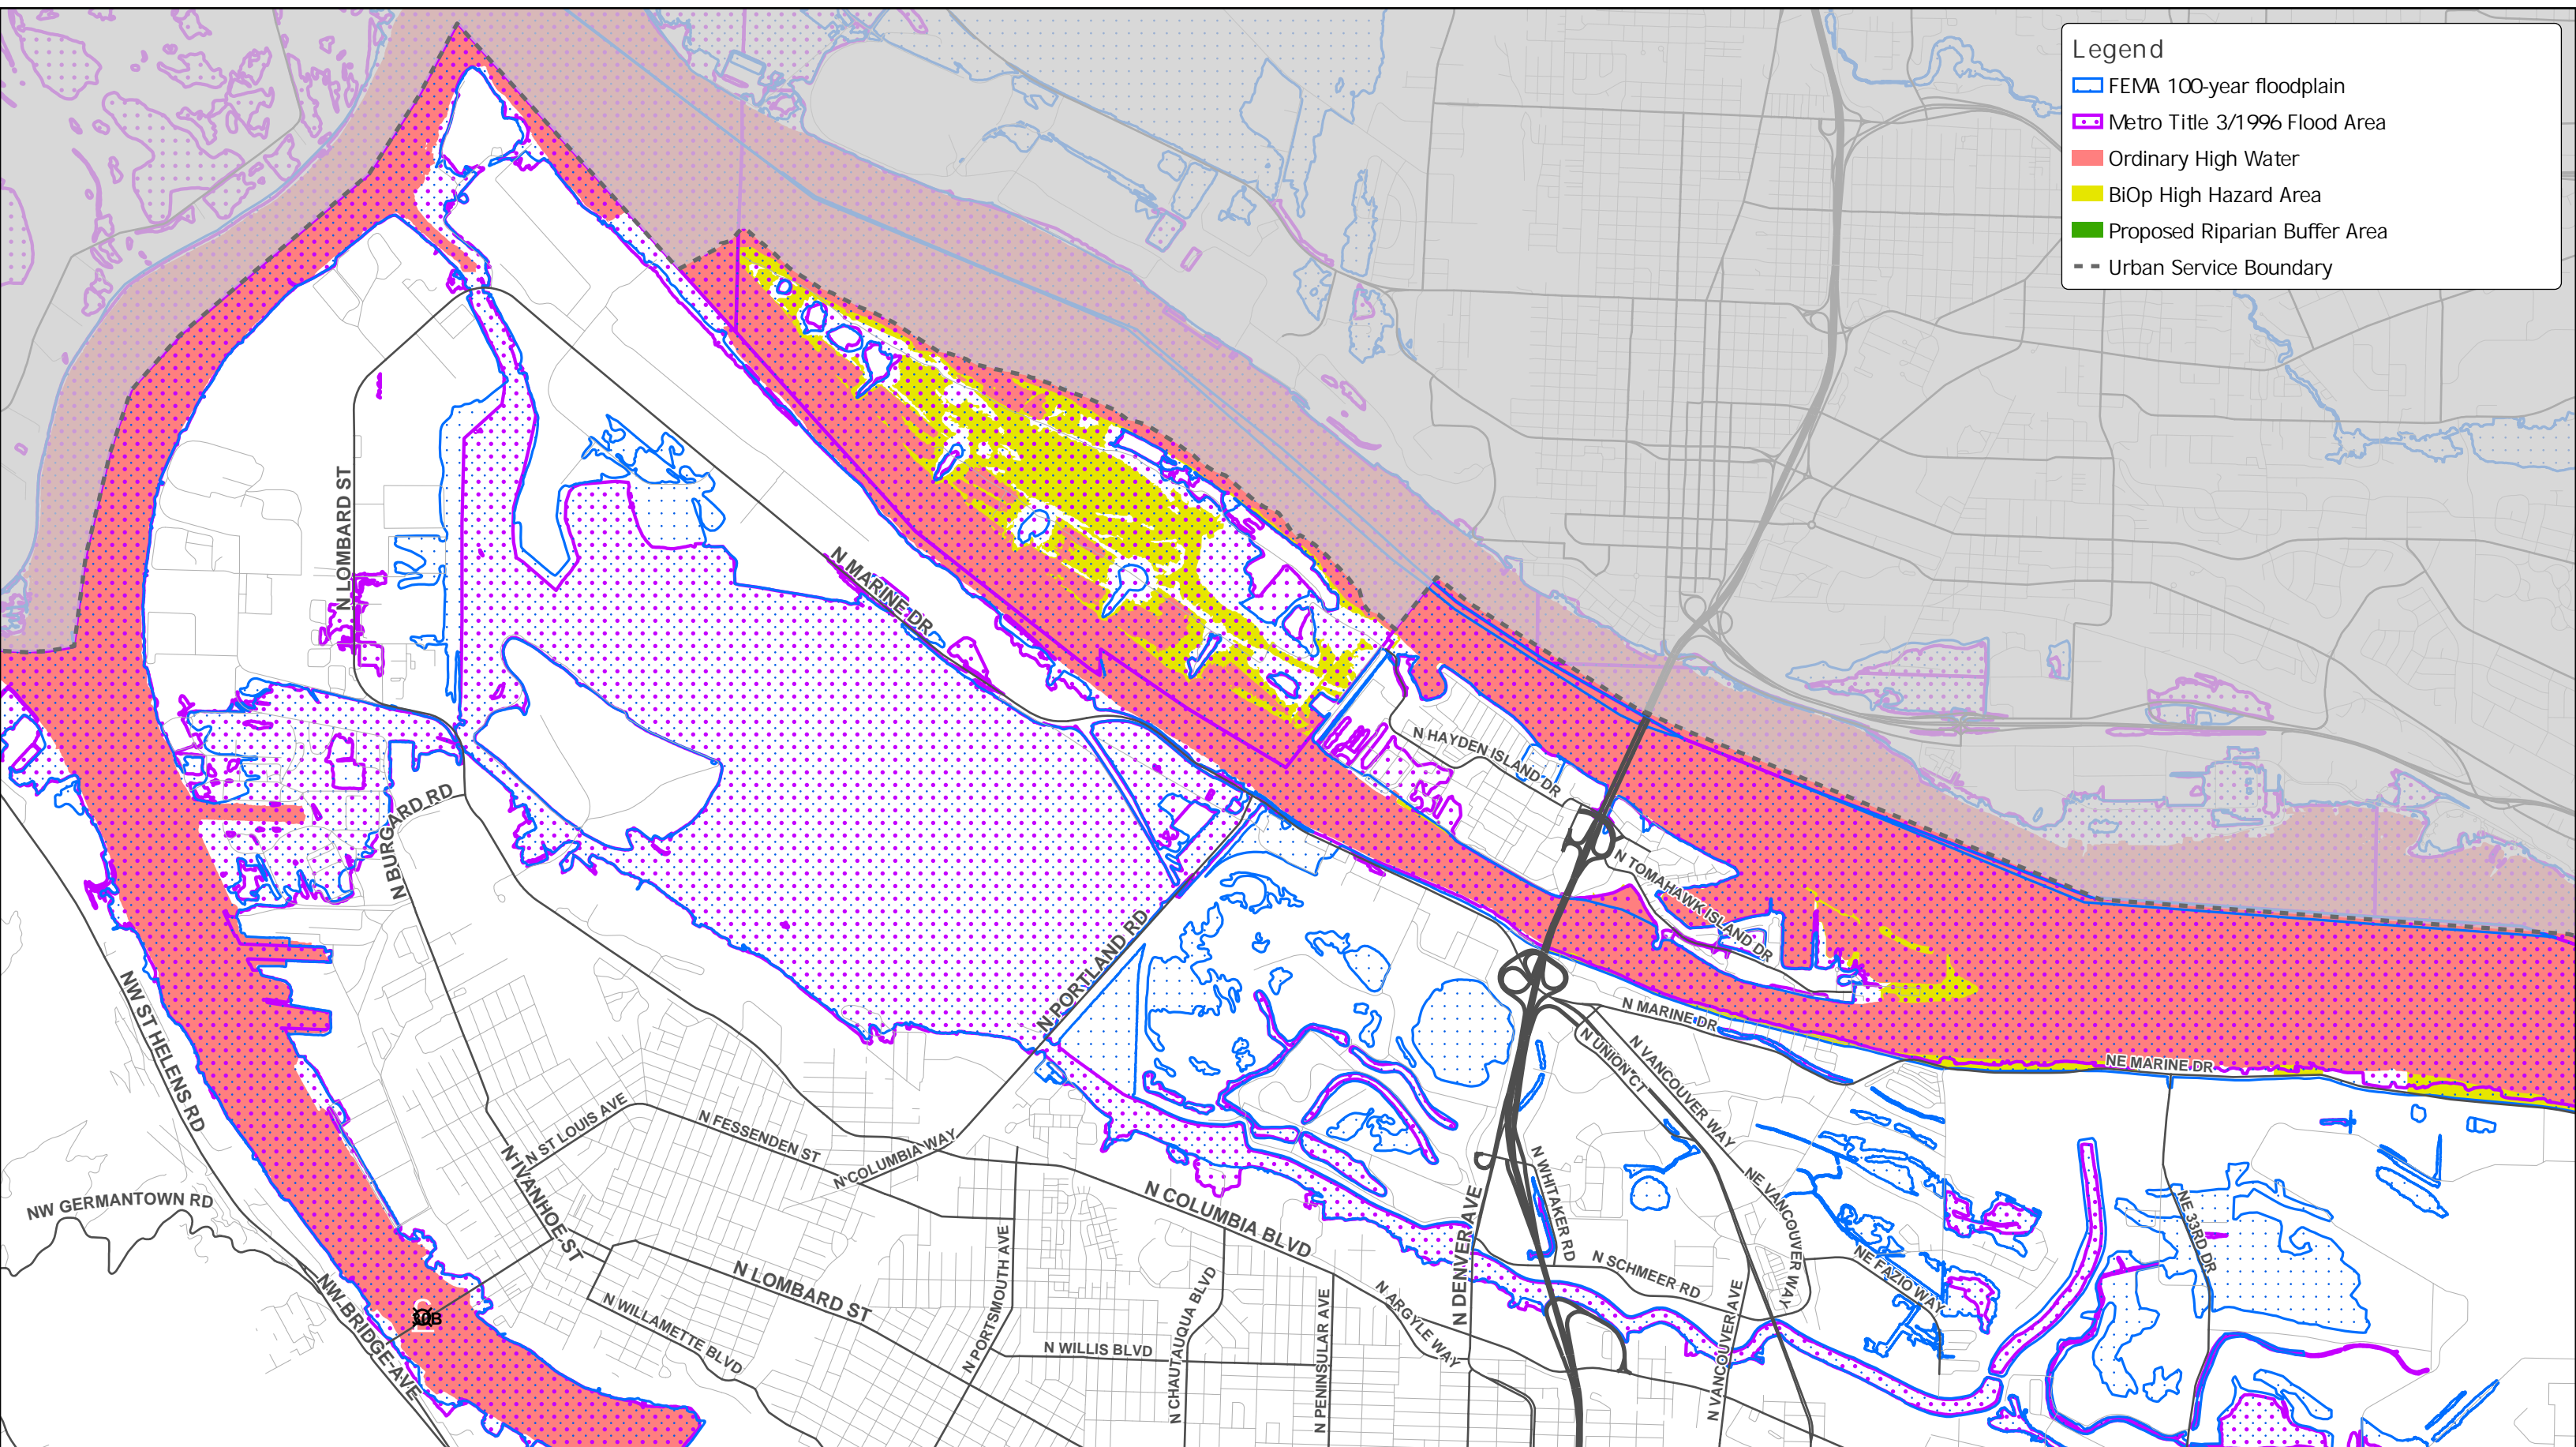 Legend
FEMA 100-year floodplain
Metro Title 3/1996 Flood Area
Ordinary High Water
BiOp High Hazard Area
Proposed Riparian Buffer Area
Urban Service Boundary
N LOMBARD ST
N MARINE DR
N HAYDEN ISLAND DR
N BURGARD RD
N TOMAHAWK ISLAND DR
N PORTLAND RD
NW ST HELENS RD
N MARINE DR
N UNION CT
N VANCOUVER WAY
NE MARINE DR
N ST LOUIS AVE
N FESSENDEN ST
N COLUMBIA WAY
N IVANHOE ST
NW GERMANTOWN RD
N COLUMBIA BLVD
N DENVER AVE
N WHITAKER RD
NE VANCOUVER WAY
NE 33RD DR
N SCHMEER RD
NE FAZIO WAY
N LOMBARD ST
N WILLAMETTE BLVD
N PORTSMOUTH AVE
N WILLIS BLVD
N CHAUTAUQUA BLVD
N PENINSULAR AVE
N ARGYLE WAY
N VANCOUVER AVE
NW BRIDGE AVE